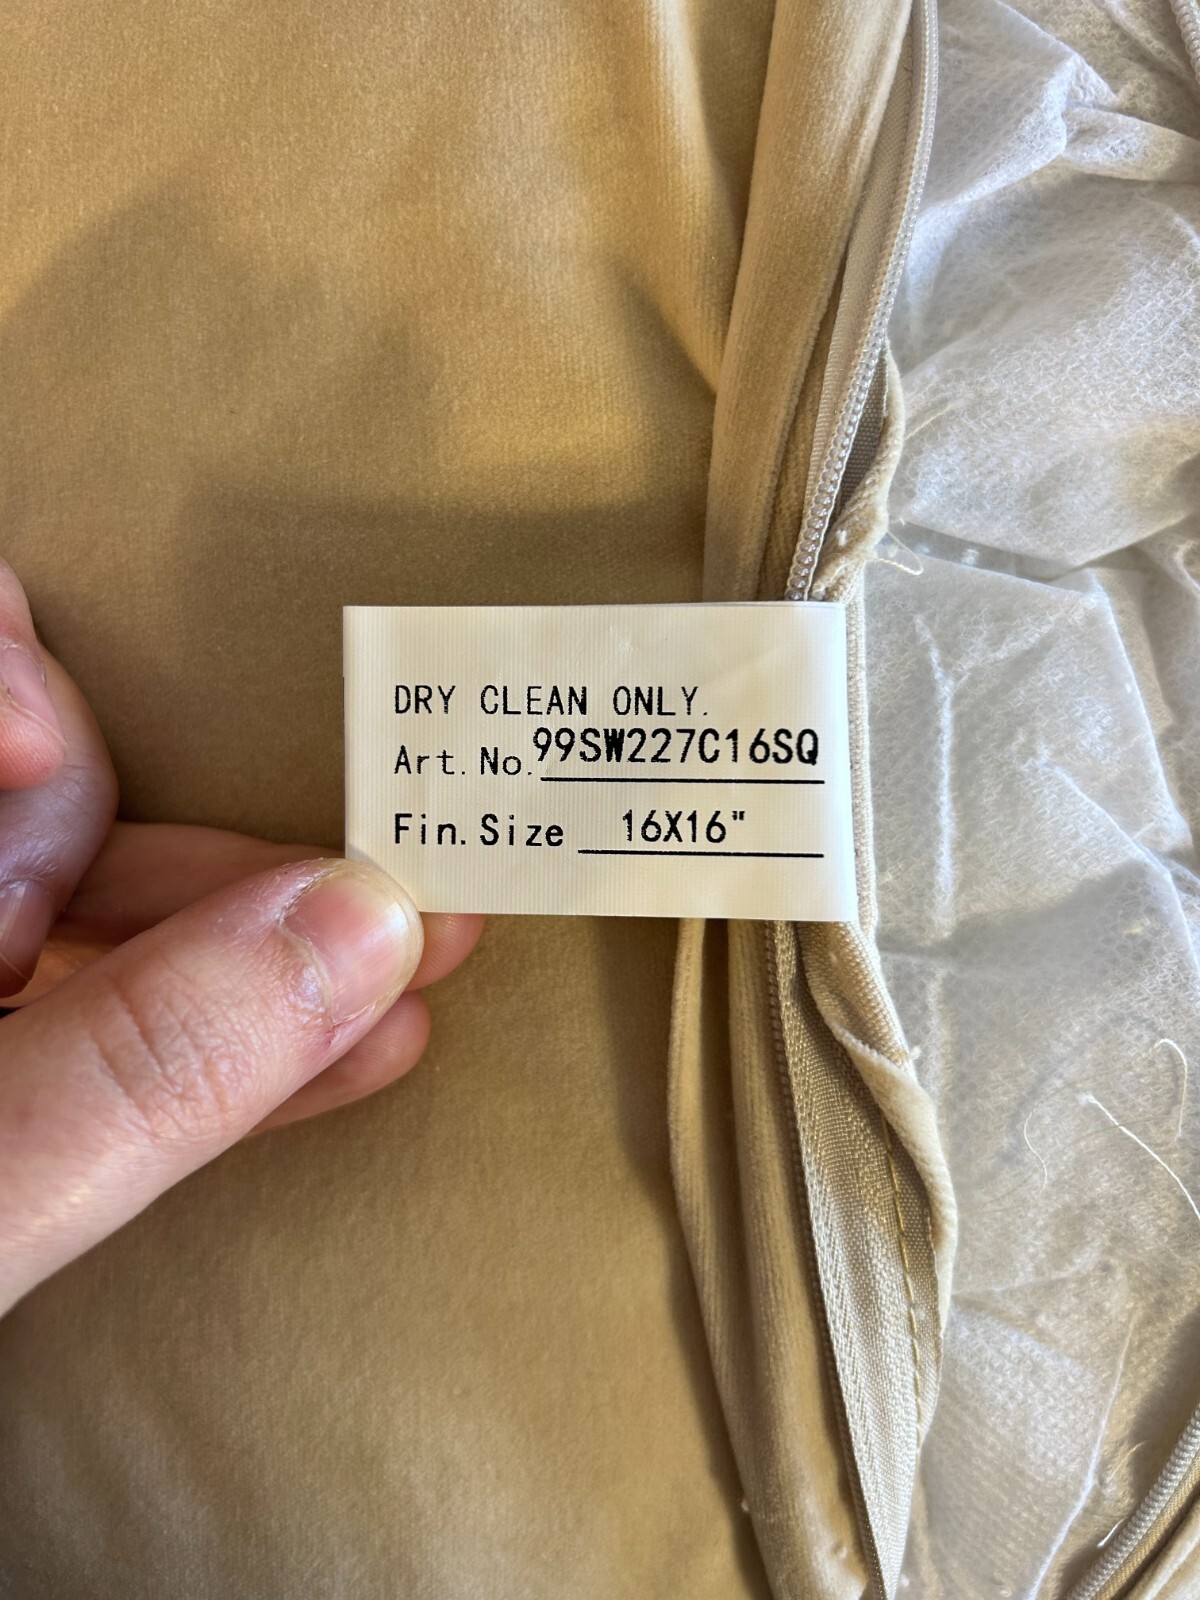 DRY CLEAN ONLY.
Art. No. 99SW227C16SQ
Fin. Size 16X16"